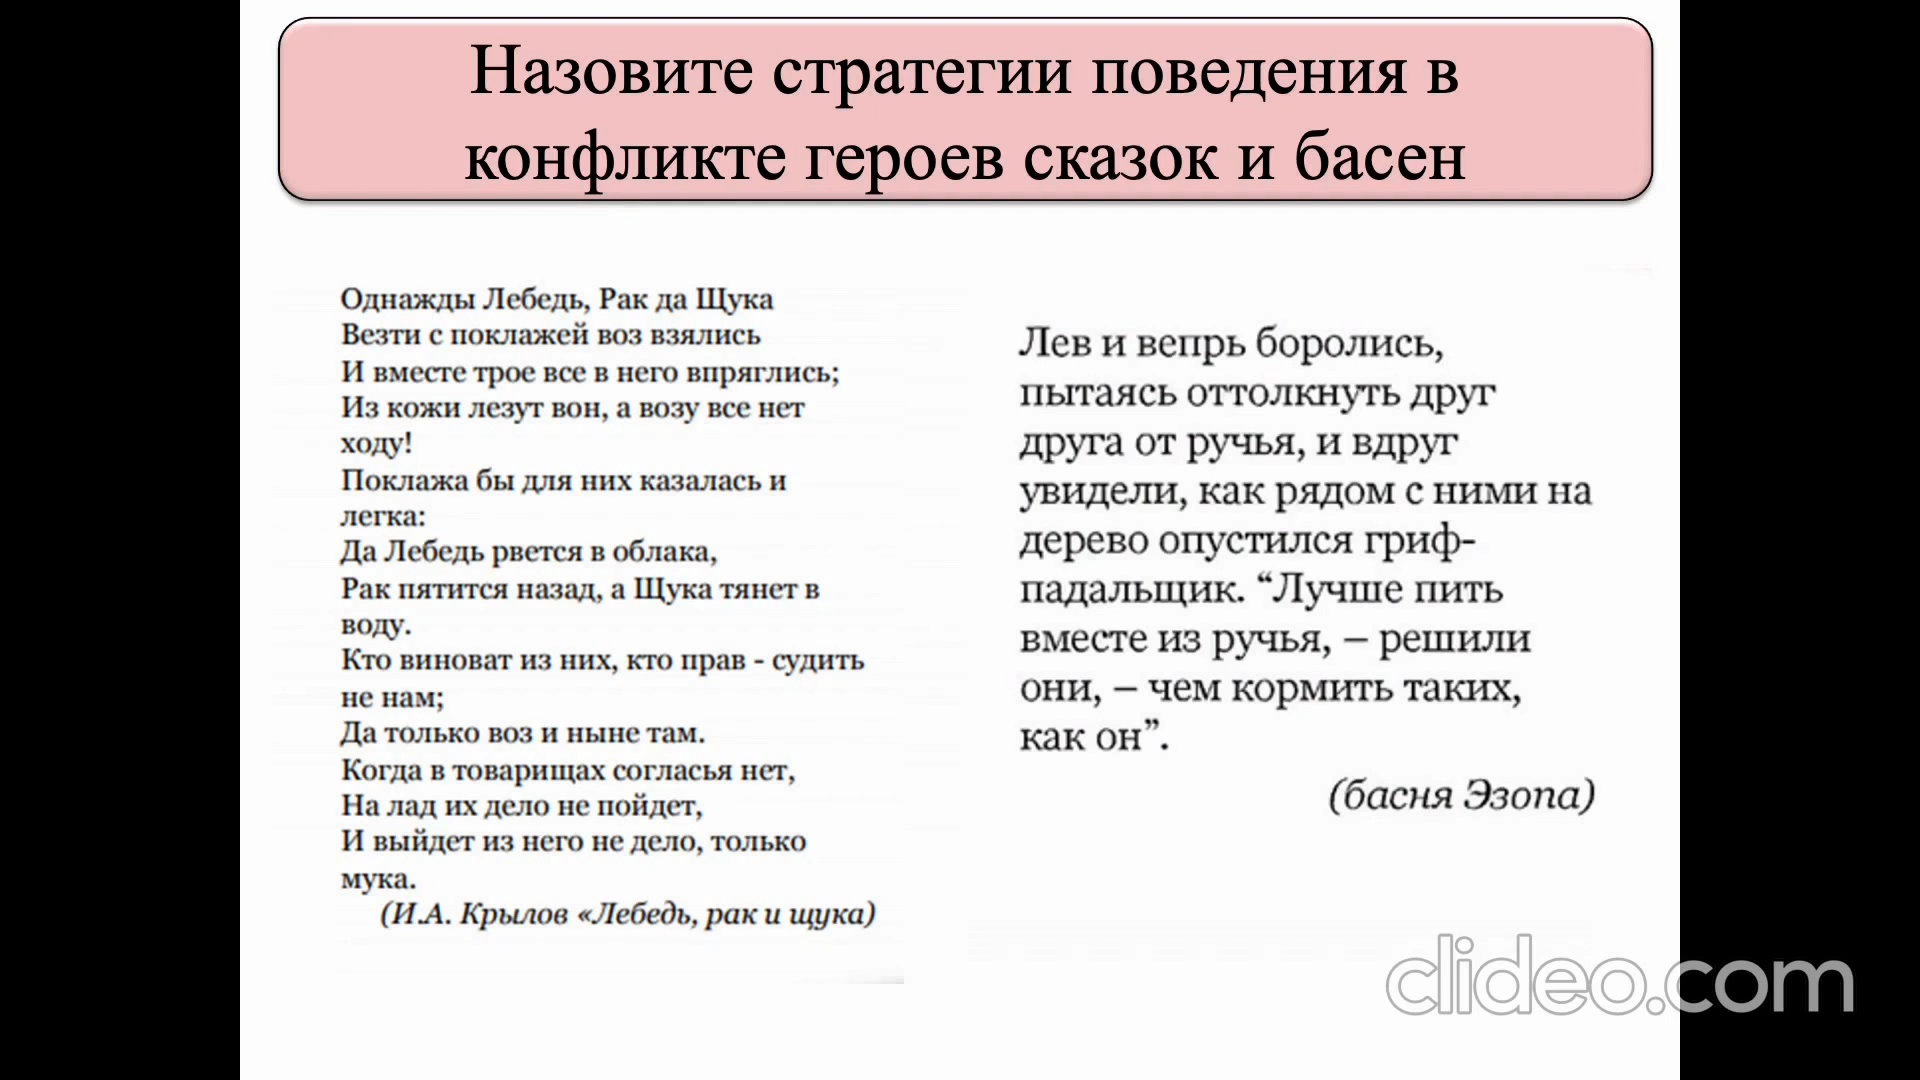 Назовите стратегии поведения в
конфликте героев сказок и басен
Однажды Лебедь, Рак да Щука
Везти с поклажей воз взялись
И вместе трое все в него впряглись;
Из кожи лезут вон, а возу все нет
ходу!
Поклажа бы для них казалась и
легка:
Да Лебедь рвется в облака,
Рак пятится назад, а Щука тянет в
воду.
Кто виноват из них, кто прав - судить
не нам;
Да только воз и ныне там.
Когда в товарищах согласья нет,
На лад их дело не пойдет,
И выйдет из него не дело, только
мука.
(И.А. Крылов «Лебедь, рак и щука)
Лев и вепрь боролись,
пытаясь оттолкнуть друг
друга от ручья, и вдруг
увидели, как рядом с ними на
дерево опустился гриф-
падальщик. “Лучше пить
вместе из ручья, – решили
они, – чем кормить таких,
как он”.
(басня Эзопа)
clideo.com